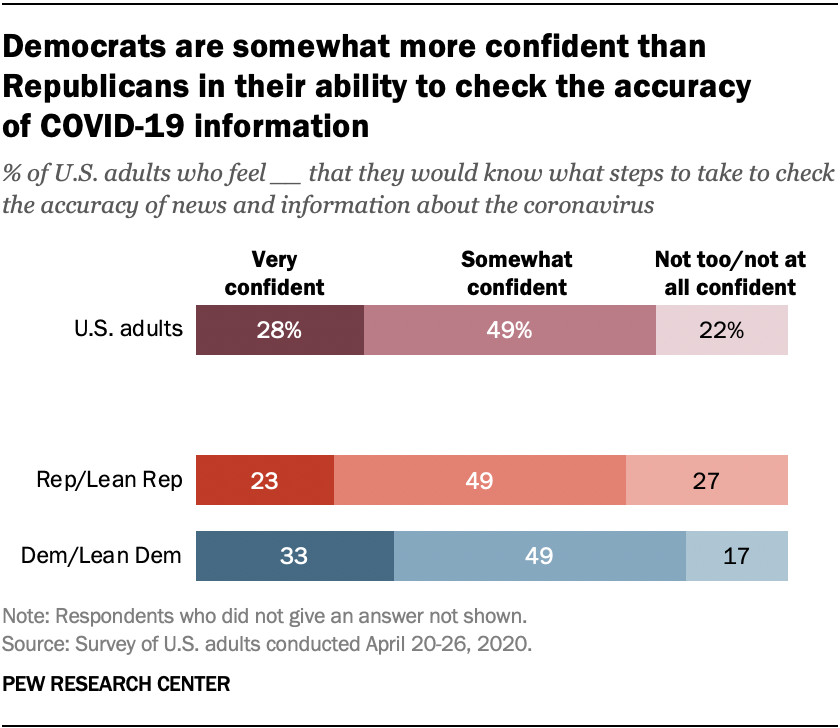 Democrats are somewhat more confident than
Republicans in their ability to check the accuracy
of COVID-19 information
% of U.S. adults who feel __ that they would know what steps to take to check
the accuracy of news and information about the coronavirus
Very confident
Somewhat confident
Not too/not at all confident
U.S. adults 28% 49% 22%
Rep/Lean Rep 23 49 27
Dem/Lean Dem 33 49 17
Note: Respondents who did not give an answer not shown.
Source: Survey of U.S. adults conducted April 20-26, 2020.
PEW RESEARCH CENTER